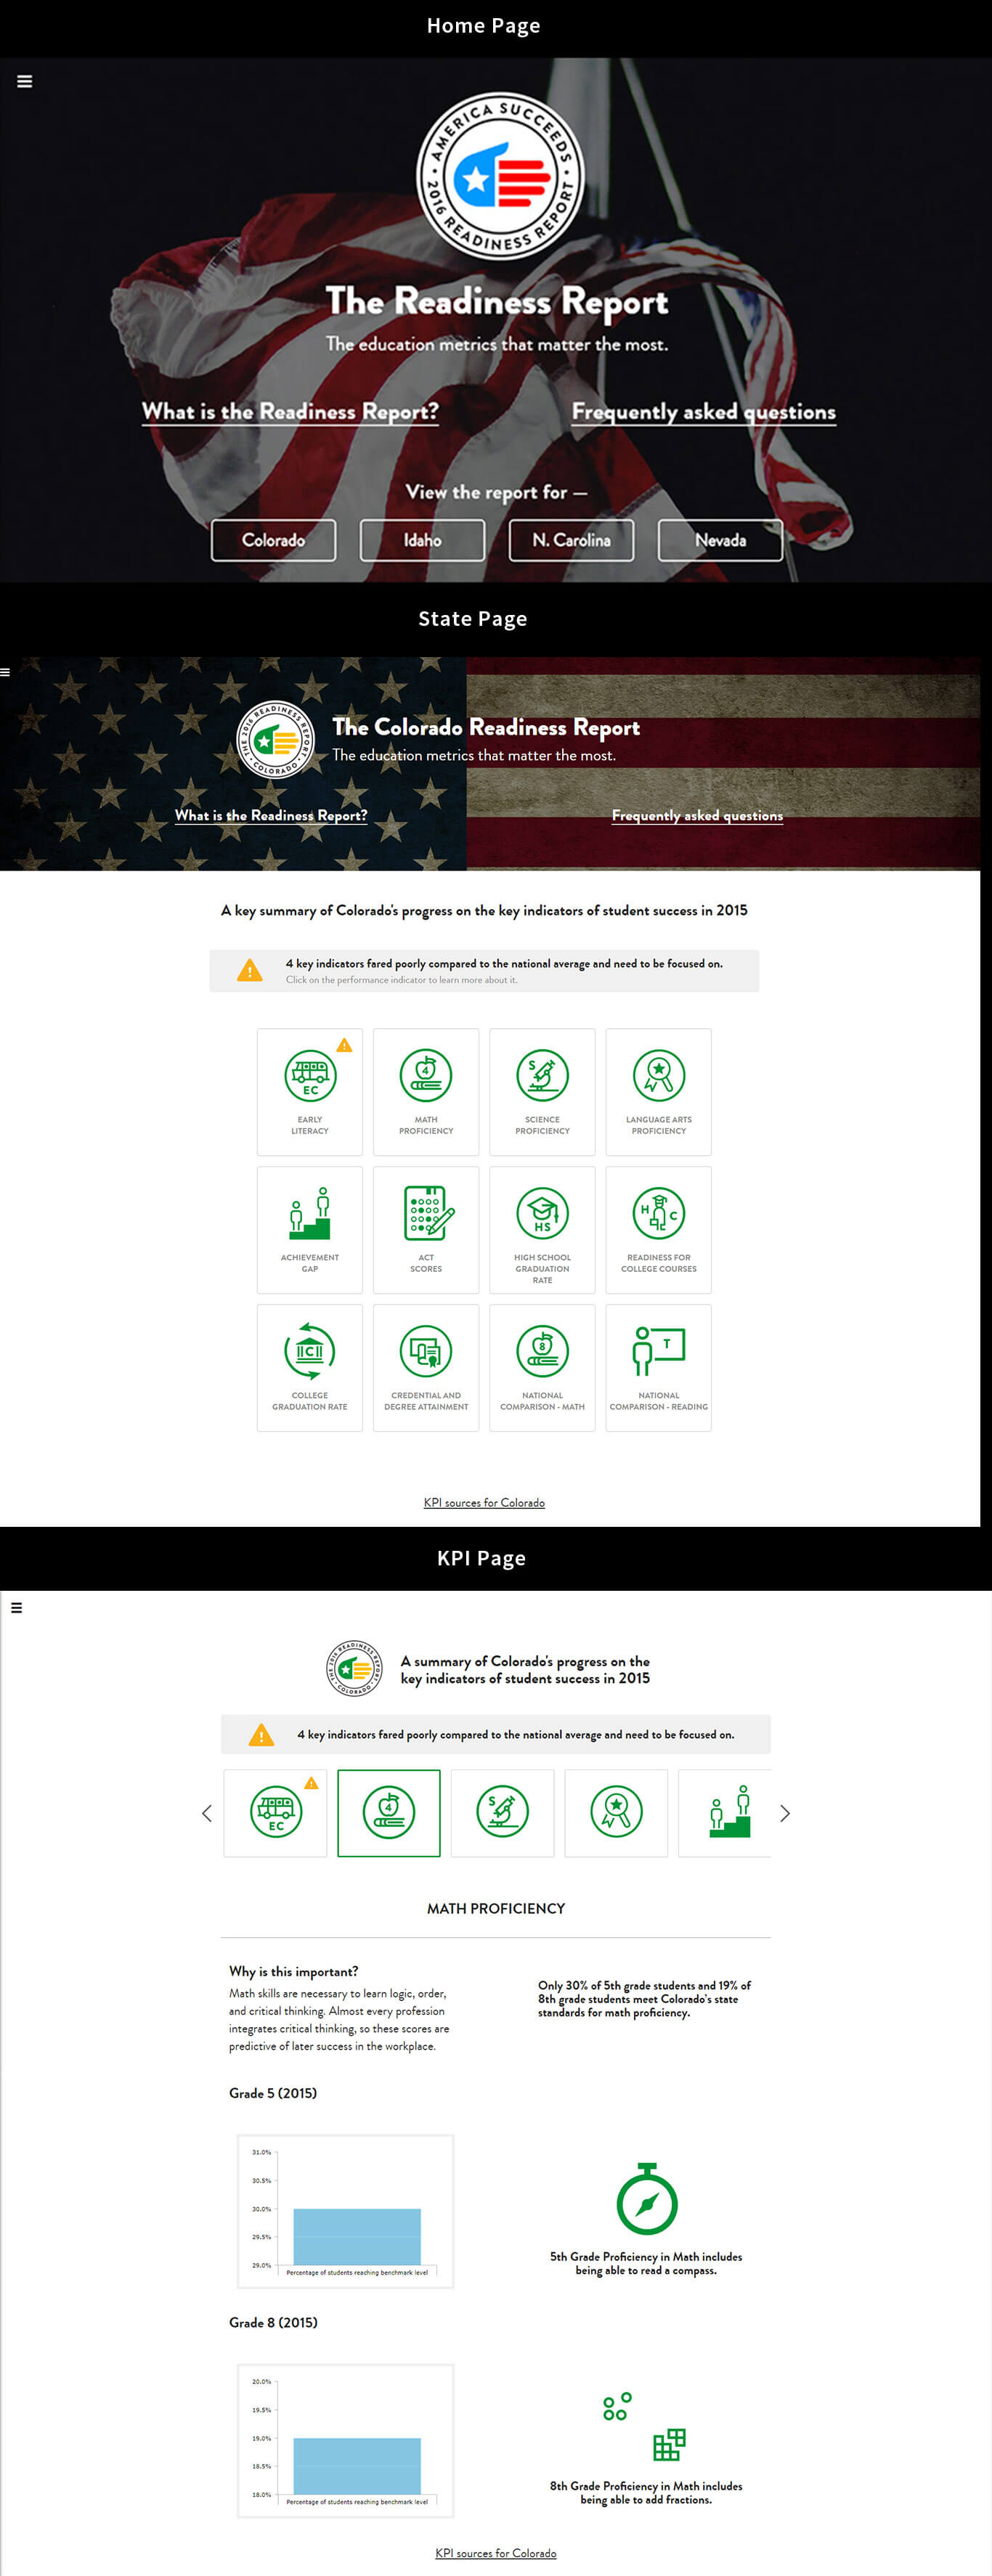 Home Page
AMERICA SUCCEEDS
2016 READINESS REPORT
The Readiness Report
The education metrics that matter the most.
What is the Readiness Report?
Frequently asked questions
View the report for —
Colorado
Idaho
N. Carolina
Nevada
State Page
THE 2016 READINESS REPORT
COLORADO
The Colorado Readiness Report
The education metrics that matter the most.
What is the Readiness Report?
Frequently asked questions
A key summary of Colorado's progress on the key indicators of student success in 2015
4 key indicators fared poorly compared to the national average and need to be focused on.
Click on the performance indicator to learn more about it.
EC
EARLY
LITERACY
4
MATH
PROFICIENCY
S
SCIENCE
PROFICIENCY
LANGUAGE ARTS
PROFICIENCY
ACHIEVEMENT
GAP
ACT
SCORES
HS
HIGH SCHOOL
GRADUATION
RATE
H C
READINESS FOR
COLLEGE COURSES
C
COLLEGE
GRADUATION RATE
CREDENTIAL AND
DEGREE ATTAINMENT
8
NATIONAL
COMPARISON - MATH
T
NATIONAL
COMPARISON - READING
KPI sources for Colorado
KPI Page
THE 2016 READINESS REPORT
COLORADO
A summary of Colorado's progress on the
key indicators of student success in 2015
4 key indicators fared poorly compared to the national average and need to be focused on.
EC
4
S
MATH PROFICIENCY
Why is this important?
Math skills are necessary to learn logic, order,
and critical thinking. Almost every profession
integrates critical thinking, so these scores are
predictive of later success in the workplace.
Only 30% of 5th grade students and 19% of
8th grade students meet Colorado's state
standards for math proficiency.
Grade 5 (2015)
31.0%
30.5%
30.0%
29.5%
29.0%
Percentage of students reaching benchmark level
5th Grade Proficiency in Math includes
being able to read a compass.
Grade 8 (2015)
20.0%
19.5%
19.0%
18.5%
18.0%
Percentage of students reaching benchmark level
8th Grade Proficiency in Math includes
being able to add fractions.
KPI sources for Colorado